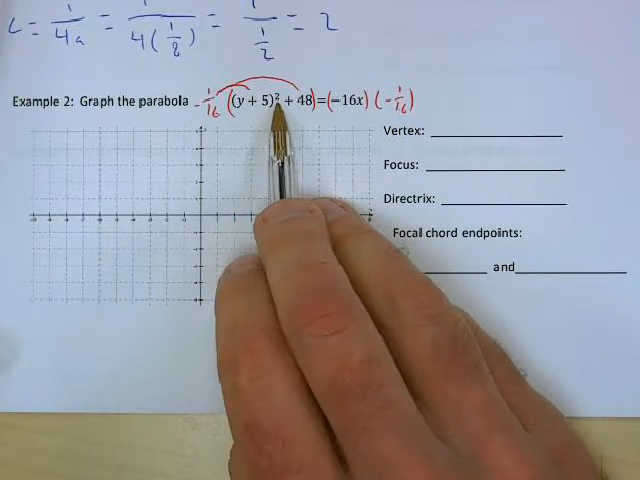 c = 1/4a = 1/4(1/8) = 1/(1/2) = 2
Example 2: Graph the parabola -1/16 ((y + 5)² + 48) = (-16x) (-1/16)
Vertex:
Focus:
Directrix:
Focal chord endpoints:
and